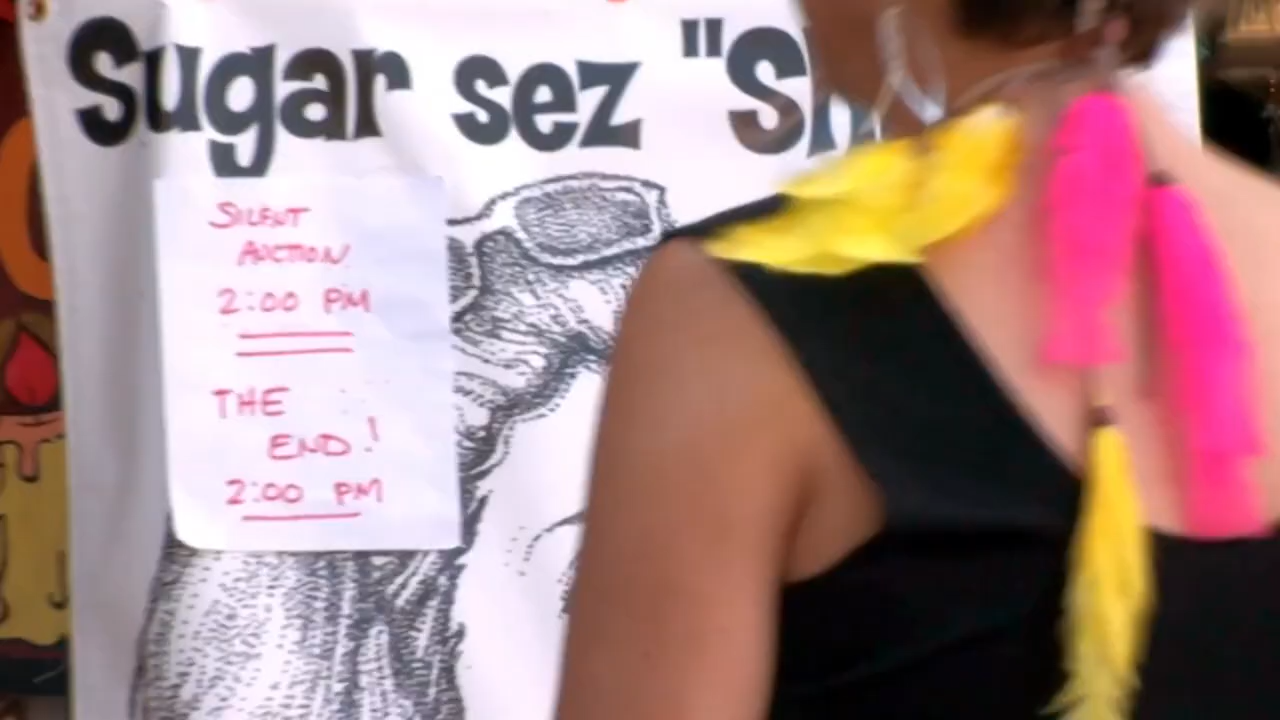 Sugar sez "S
SILENT
AUCTION
2:00 PM
THE
END!
2:00 PM